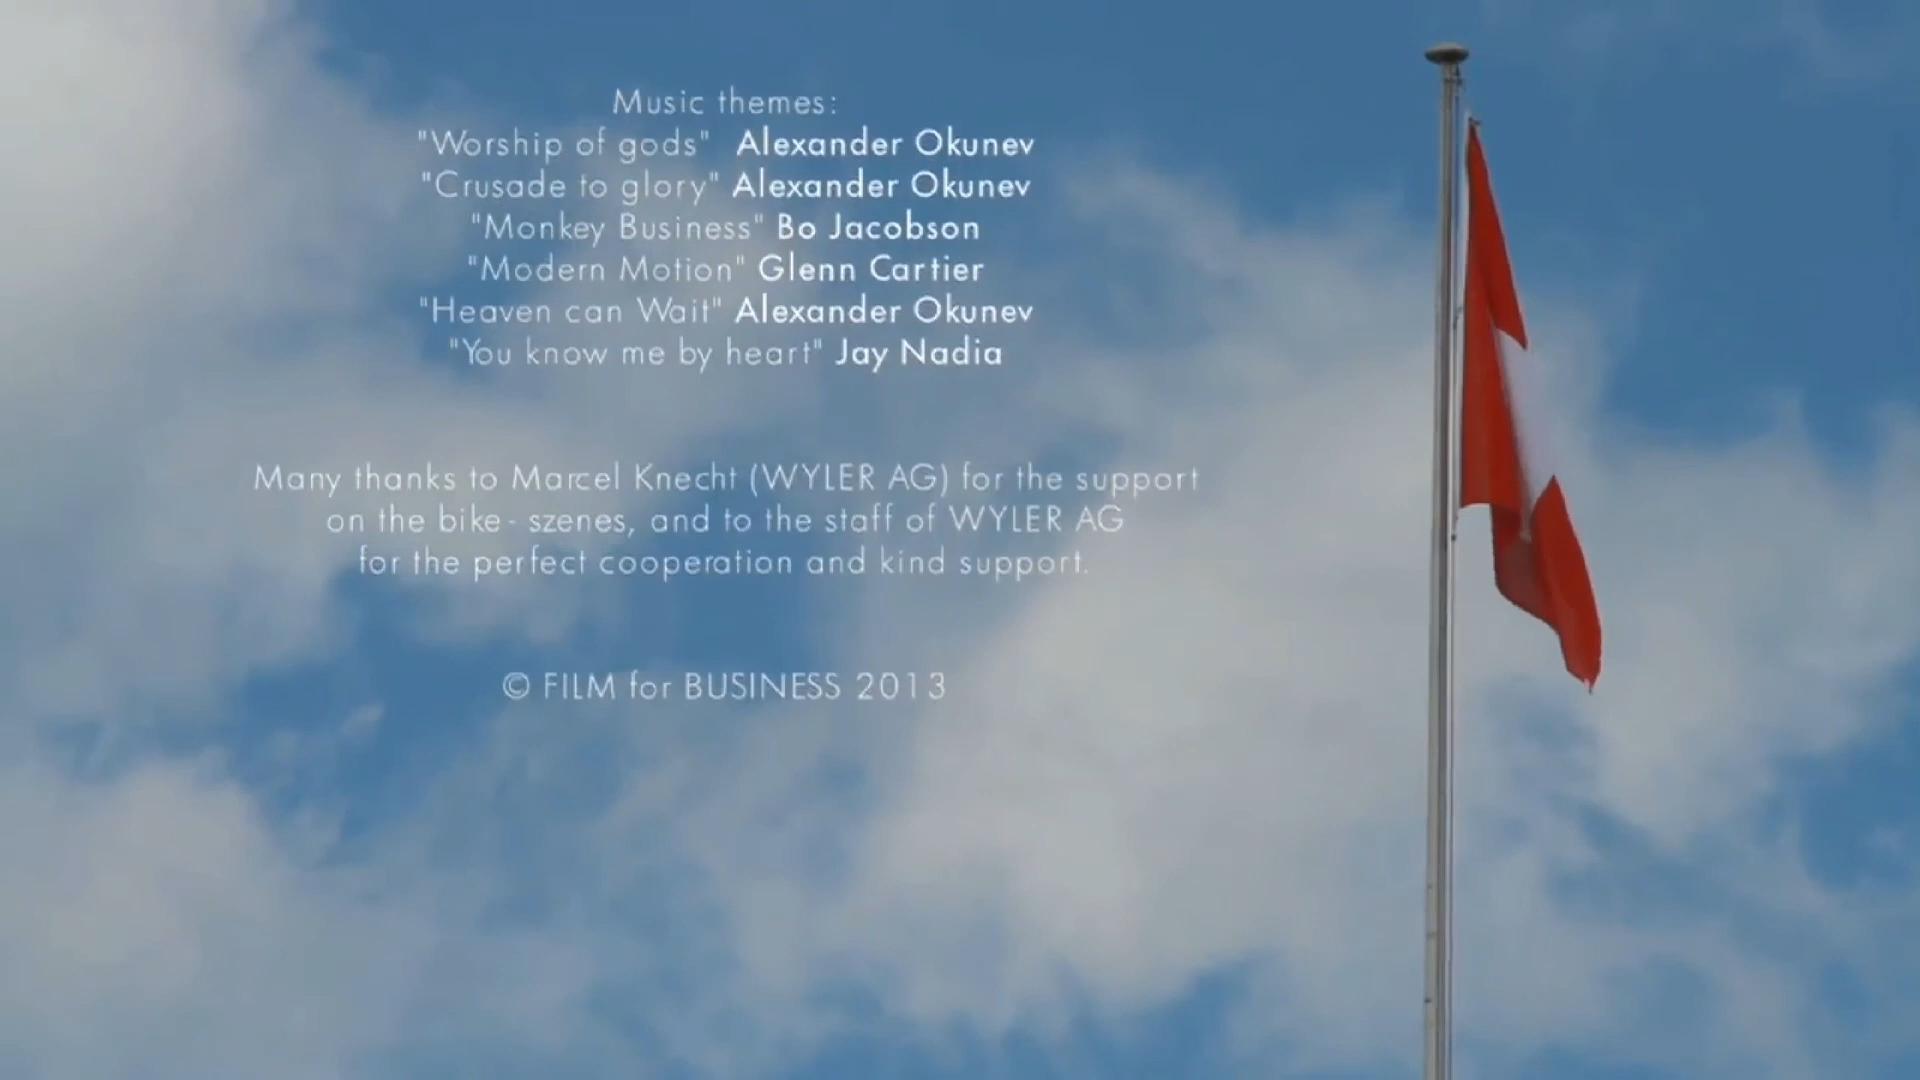 Music themes:
"Worship of gods" Alexander Okunev
"Crusade to glory" Alexander Okunev
"Monkey Business" Bo Jacobson
"Modern Motion" Glenn Cartier
"Heaven can Wait" Alexander Okunev
"You know me by heart" Jay Nadia
Many thanks to Marcel Knecht (WYLER AG) for the support
on the bike - szenes, and to the staff of WYLER AG
for the perfect cooperation and kind support.
© FILM for BUSINESS 2013